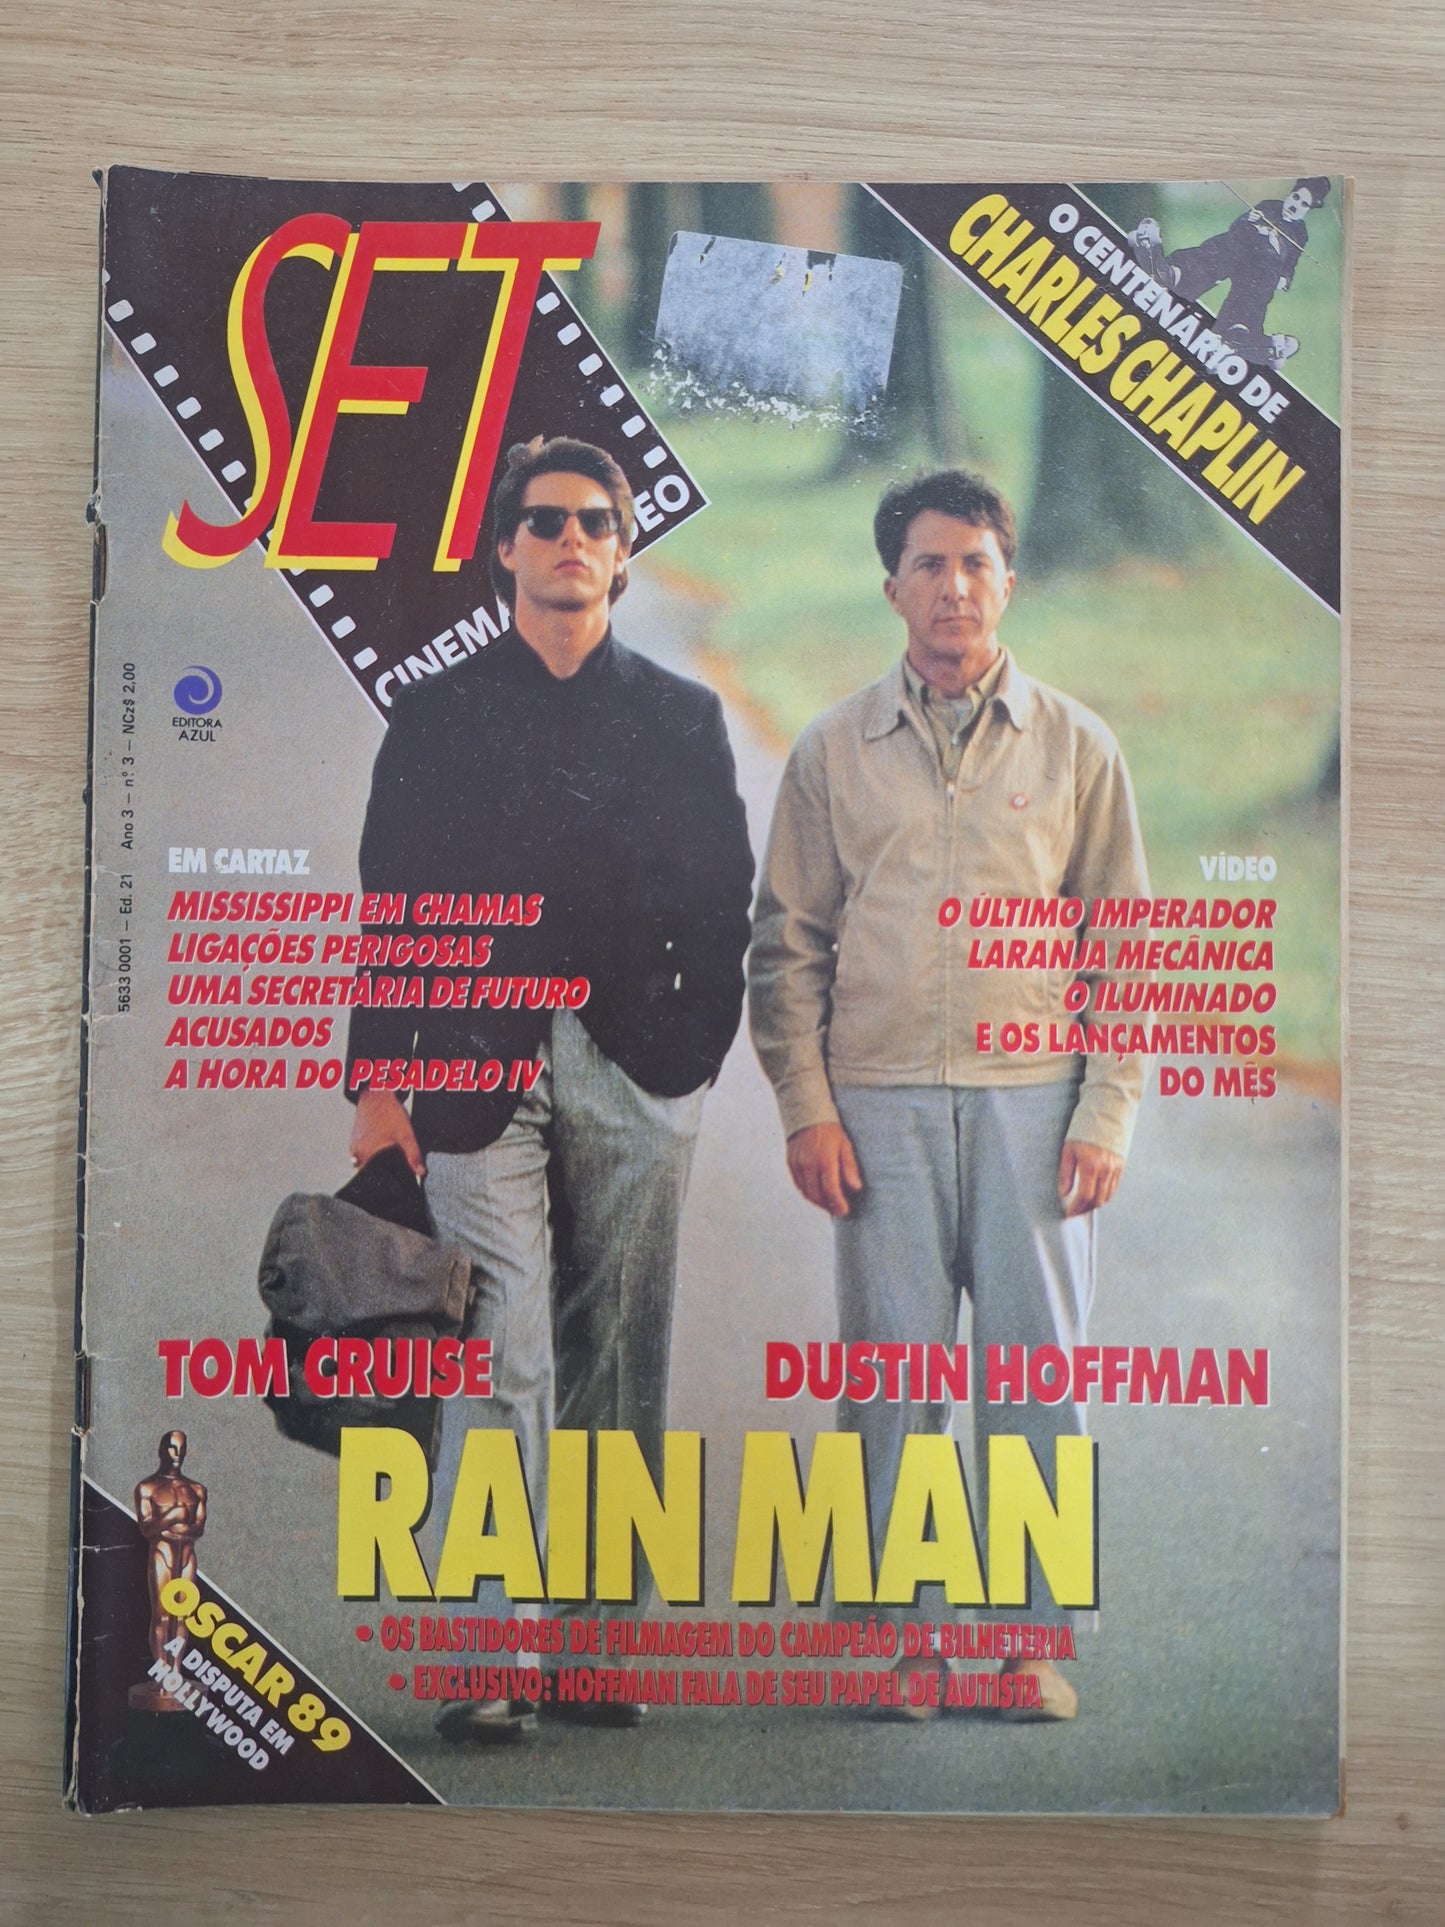 SET
CINEMA
DEO
O CENTENÁRIO DE
CHARLES CHAPLIN
EDITORA
AZUL
5633 0001 – Ed. 21 Ano 3 – nº 3 – NCz$ 2,00
EM CARTAZ
MISSISSIPPI EM CHAMAS
LIGAÇÕES PERIGOSAS
UMA SECRETÁRIA DE FUTURO
ACUSADOS
A HORA DO PESADELO IV
VÍDEO
O ÚLTIMO IMPERADOR
LARANJA MECÂNICA
O ILUMINADO
E OS LANÇAMENTOS
DO MÊS
TOM CRUISE
DUSTIN HOFFMAN
RAIN MAN
• OS BASTIDORES DE FILMAGEM DO CAMPEÃO DE BILHETERIA
• EXCLUSIVO: HOFFMAN FALA DE SEU PAPEL DE AUTISTA
OSCAR 89
A DISPUTA EM
HOLLYWOOD